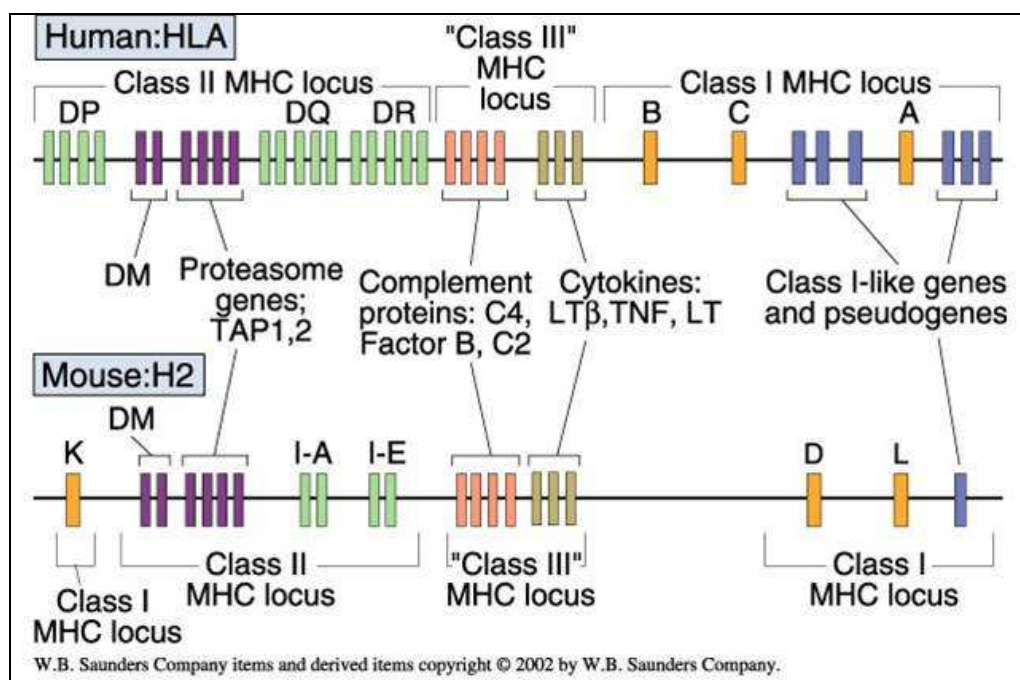 Human:HLA
"Class III"
MHC
locus
Class II MHC locus
Class I MHC locus
DP
DQ
DR
B
C
A
DM
Proteasome
genes;
TAP1,2
Complement
proteins: C4,
Factor B, C2
Cytokines:
LTβ,TNF, LT
Class I-like genes
and pseudogenes
Mouse:H2
DM
K
I-A
I-E
D
L
Class I
MHC locus
Class II
MHC locus
"Class III"
MHC locus
Class I
MHC locus
W.B. Saunders Company items and derived items copyright © 2002 by W.B. Saunders Company.